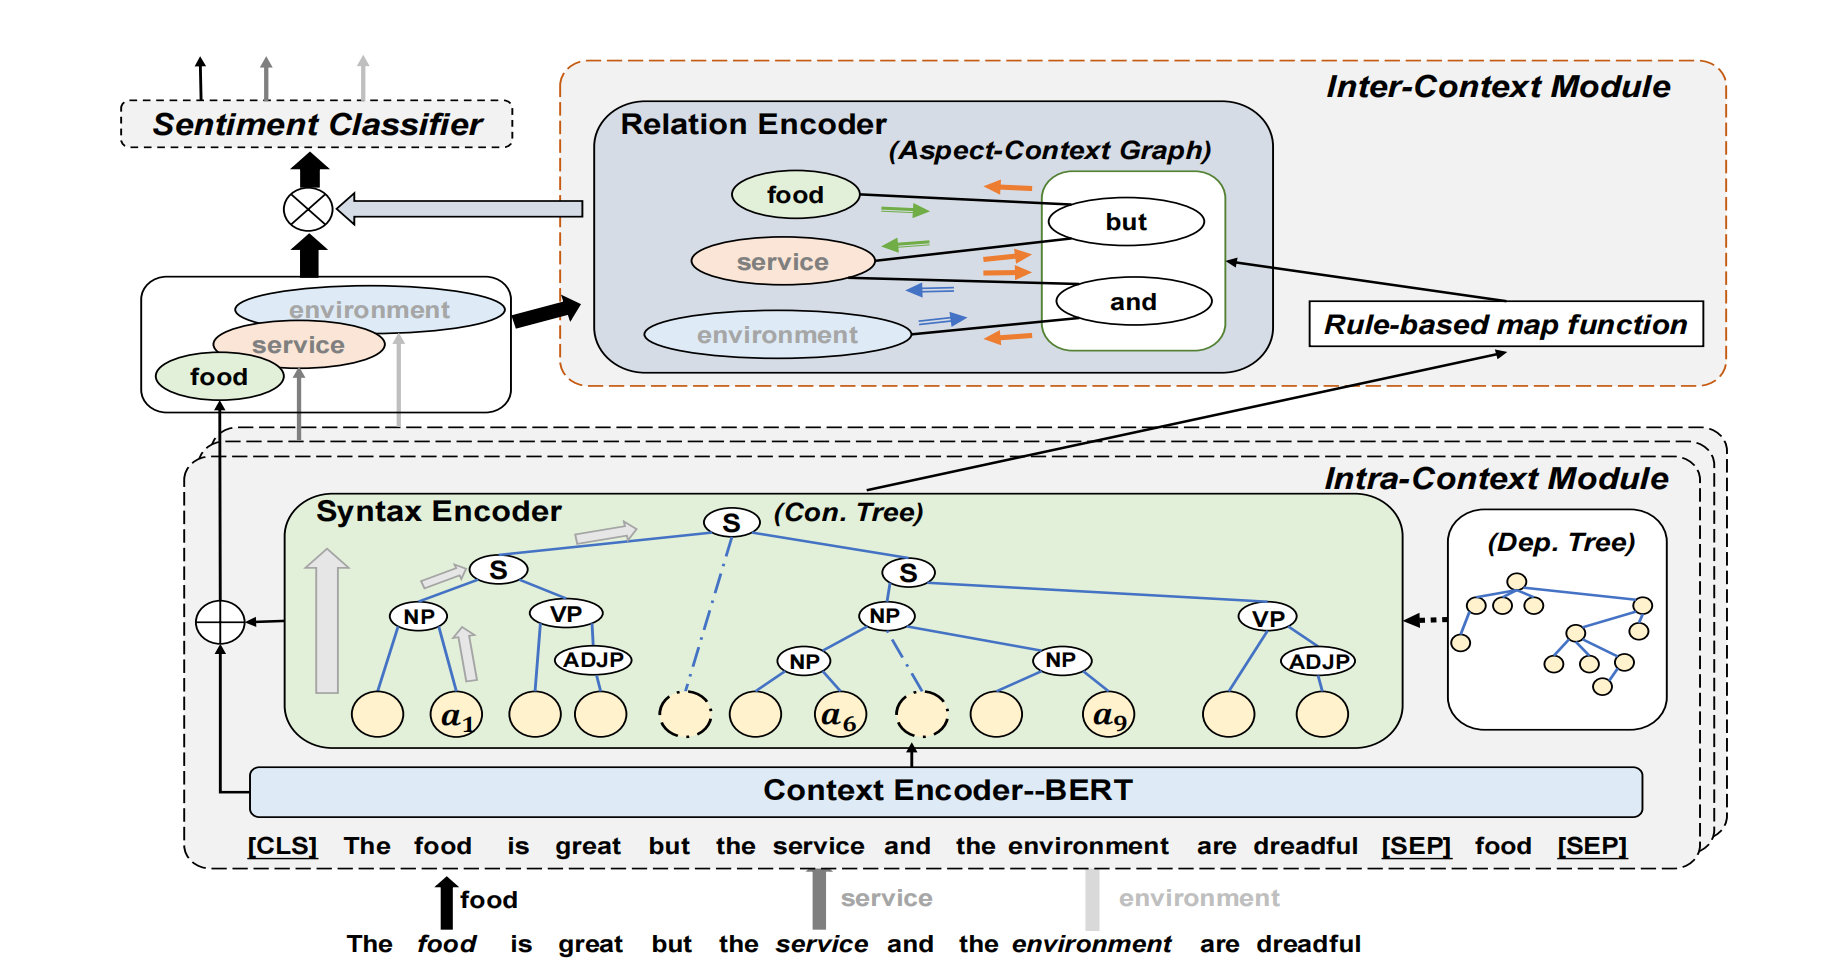 Inter-Context Module
Sentiment Classifier
Relation Encoder
(Aspect-Context Graph)
food
but
service
and
environment
Rule-based map function
environment
service
food
Intra-Context Module
Syntax Encoder
S
(Con. Tree)
(Dep. Tree)
S
S
NP
VP
NP
VP
ADJP
NP
NP
ADJP
a1
a6
a9
Context Encoder--BERT
[CLS] The food is great but the service and the environment are dreadful [SEP] food [SEP]
food
service
environment
The food is great but the service and the environment are dreadful